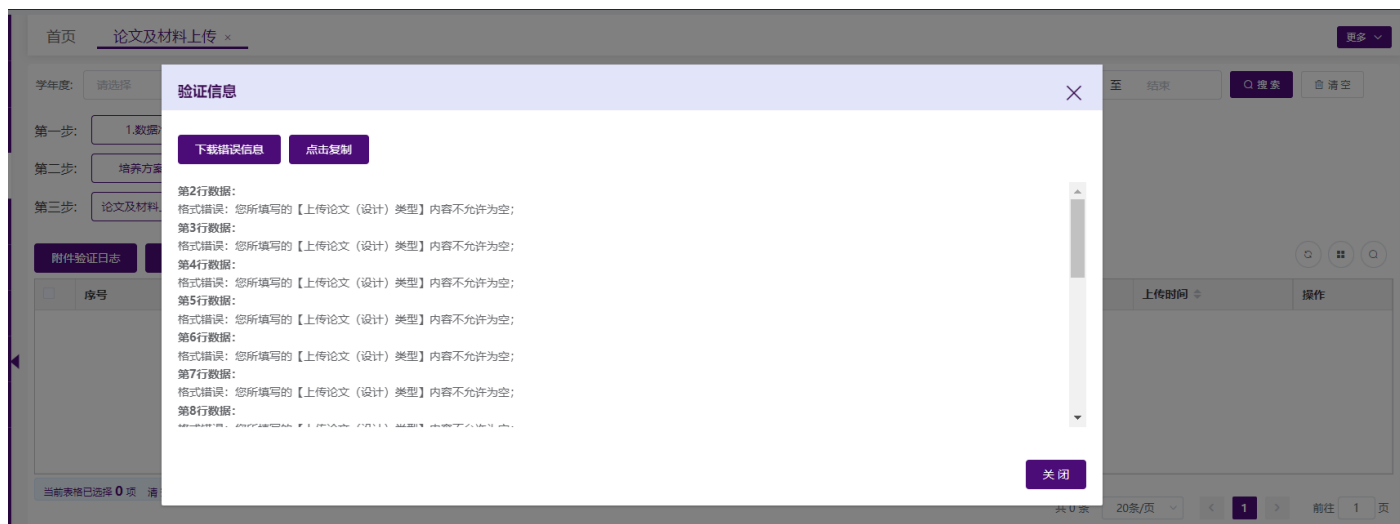 首页 论文及材料上传 ×
更多
学年度: 请选择
至 结束 搜索 清空
验证信息
第一步: 1.数据
下载错误信息 点击复制
第二步: 培养方案
第三步: 论文及材料
第2行数据:
格式错误: 您所填写的【上传论文（设计）类型】内容不允许为空;
第3行数据:
格式错误: 您所填写的【上传论文（设计）类型】内容不允许为空;
第4行数据:
格式错误: 您所填写的【上传论文（设计）类型】内容不允许为空;
第5行数据:
格式错误: 您所填写的【上传论文（设计）类型】内容不允许为空;
第6行数据:
格式错误: 您所填写的【上传论文（设计）类型】内容不允许为空;
第7行数据:
格式错误: 您所填写的【上传论文（设计）类型】内容不允许为空;
第8行数据:
附件验证日志
序号 上传时间 操作
关闭
当前表格已选择 0 项 清
共 0 条 20条/页 1 前往 1 页